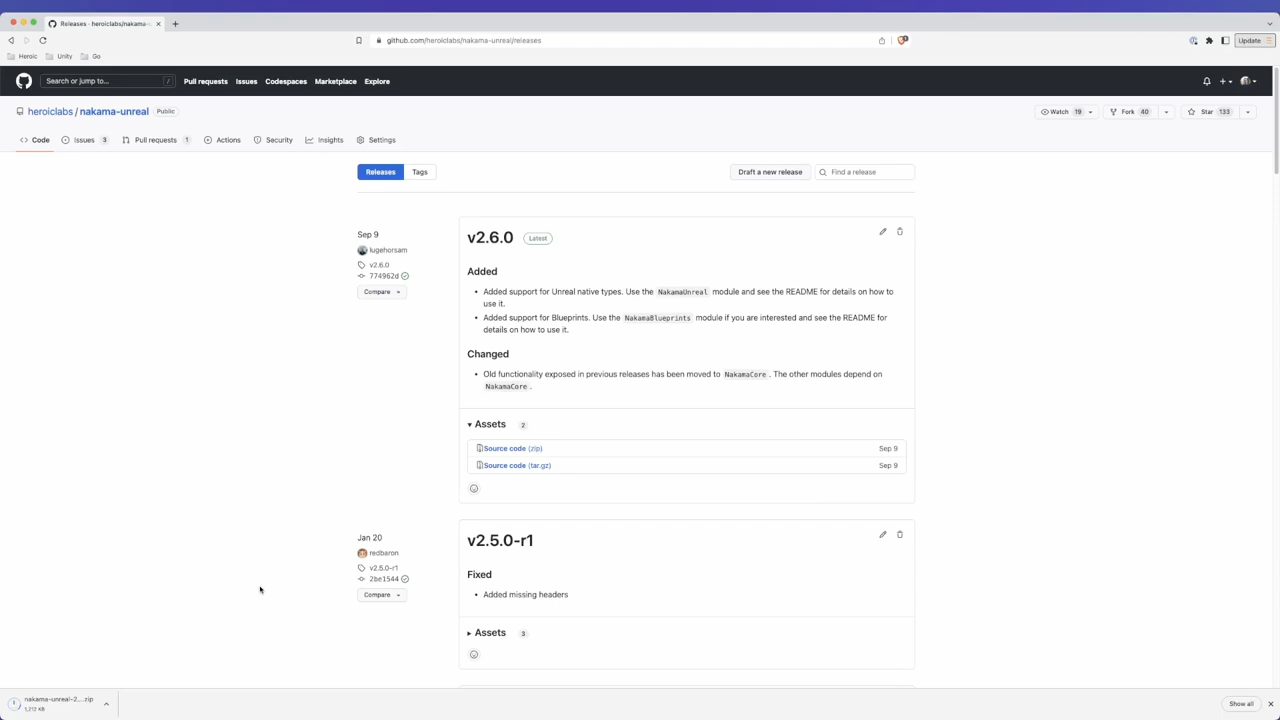 Releases · heroiclabs/nakama-
github.com/heroiclabs/nakama-unreal/releases
Update
Heroic
Unity
Go
Search or jump to...
/
Pull requests
Issues
Codespaces
Marketplace
Explore
heroiclabs / nakama-unreal
Public
Watch 19
Fork 40
Star 133
Code
Issues 3
Pull requests 1
Actions
Security
Insights
Settings
Releases
Tags
Draft a new release
Find a release
Sep 9
lugehorsam
v2.6.0
774962d
Compare
v2.6.0
Latest
Added
Added support for Unreal native types. Use the NakamaUnreal module and see the README for details on how to
use it.
Added support for Blueprints. Use the NakamaBlueprints module if you are interested and see the README for
details on how to use it.
Changed
Old functionality exposed in previous releases has been moved to NakamaCore. The other modules depend on
NakamaCore.
Assets 2
Source code (zip)
Sep 9
Source code (tar.gz)
Sep 9
Jan 20
redbaron
v2.5.0-r1
2be1544
Compare
v2.5.0-r1
Fixed
Added missing headers
Assets 3
nakama-unreal-2....zip
1,212 KB
Show all